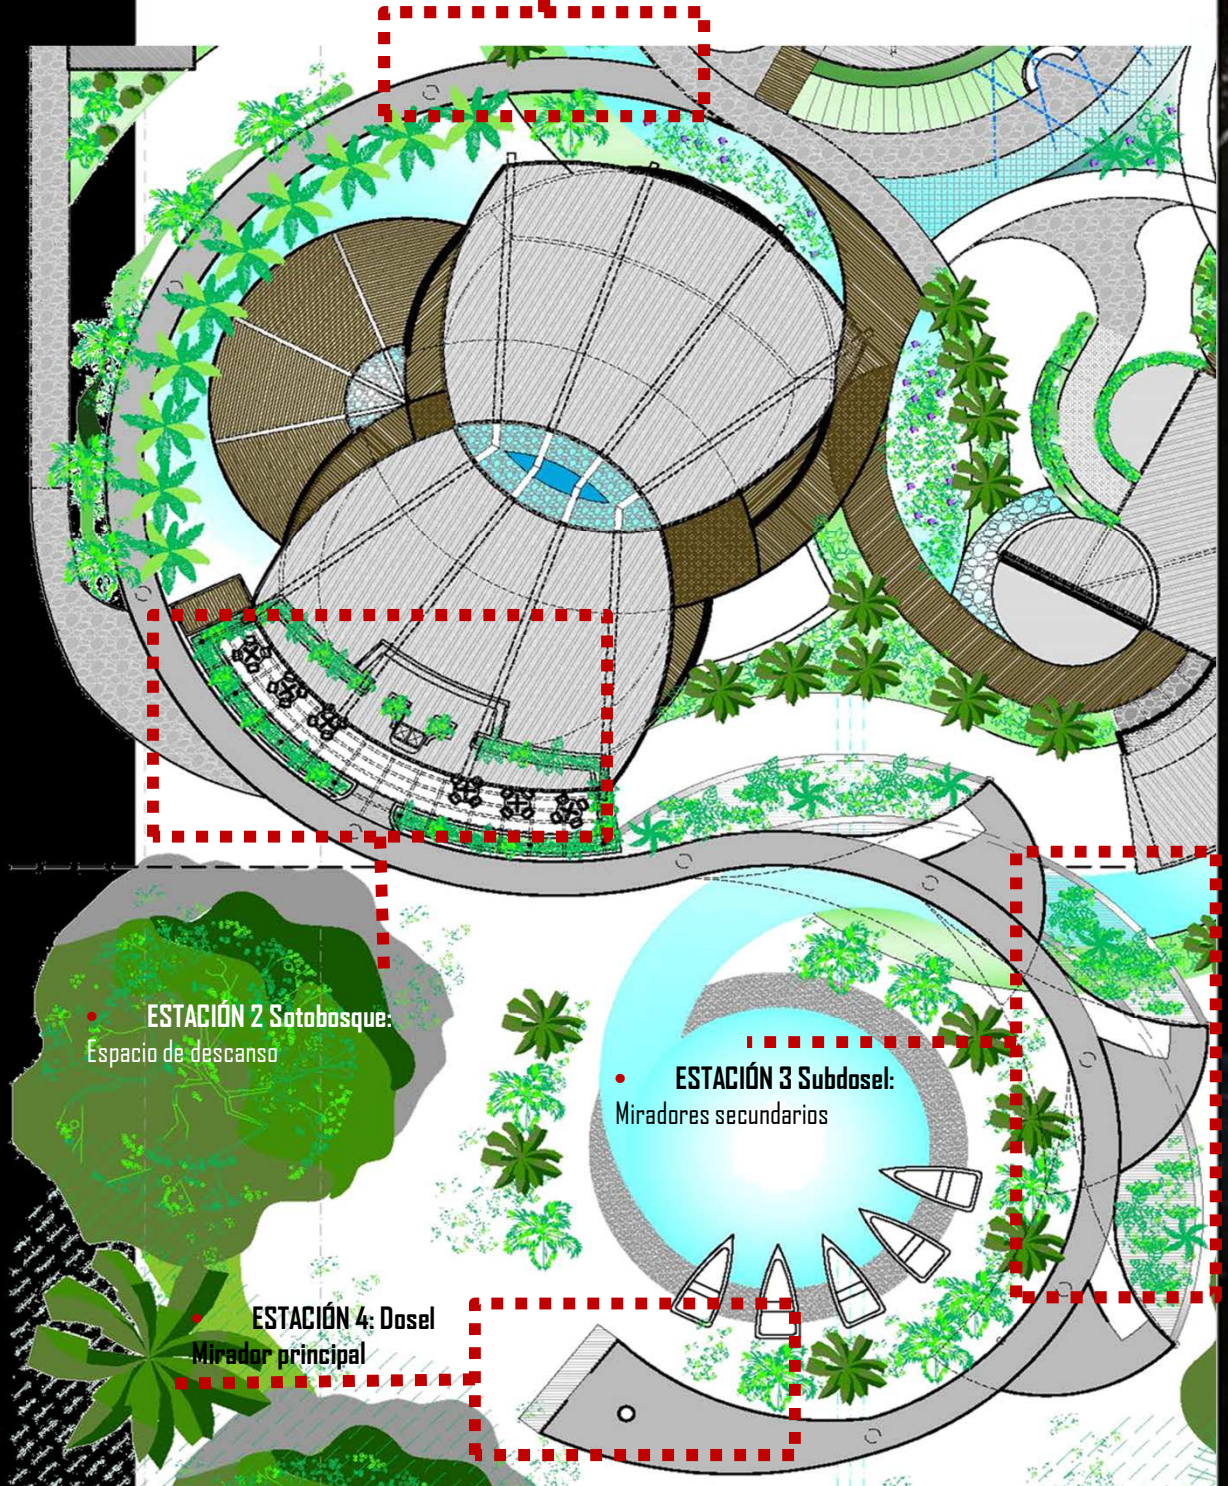 • ESTACIÓN 2 Sotobosque:
Espacio de descanso
• ESTACIÓN 3 Subdosel:
Miradores secundarios
• ESTACIÓN 4: Dosel
Mirador principal